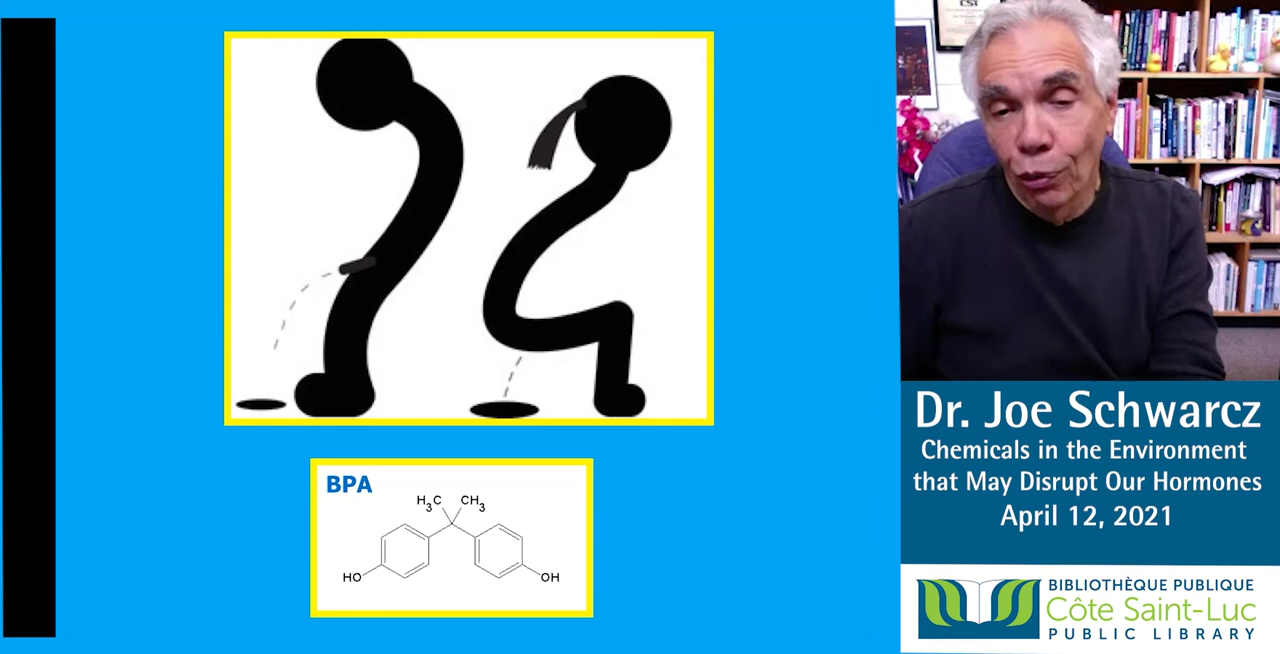 BPA
H3C CH3
HO OH
CSI
Dr. Joe Schwarcz
Chemicals in the Environment
that May Disrupt Our Hormones
April 12, 2021
BIBLIOTHÈQUE PUBLIQUE
Côte Saint-Luc
PUBLIC LIBRARY